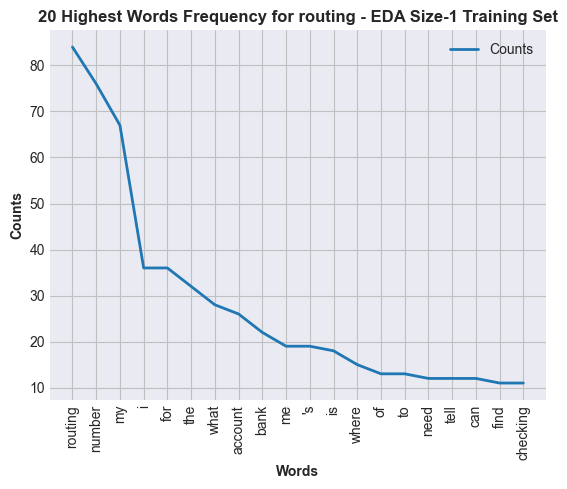 20 Highest Words Frequency for routing - EDA Size-1 Training Set
Counts
80
70
60
50
40
30
20
10
Counts
routing
number
my
i
for
the
what
account
bank
me
's
is
where
of
to
need
tell
can
find
checking
Words